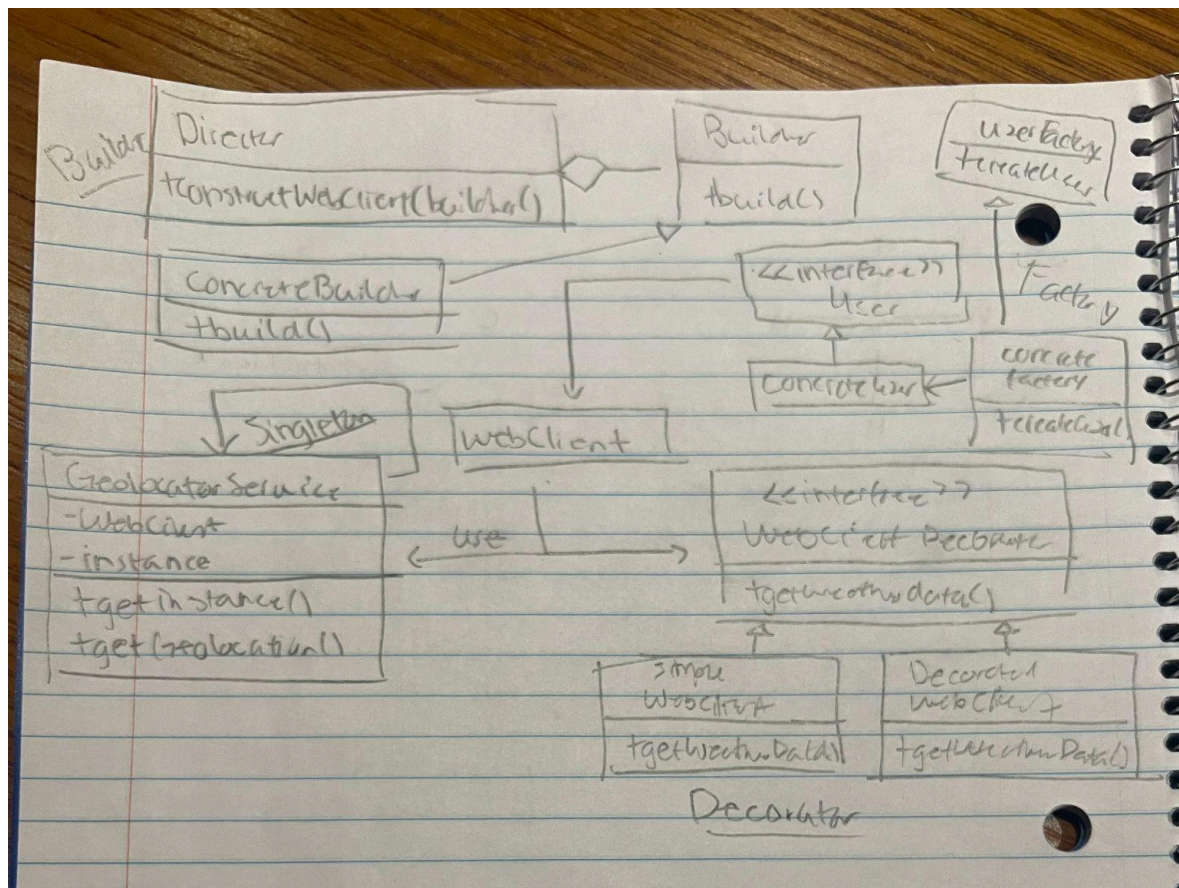 Builder
Director
+constructWebClient(builder)
Builder
+build()
userFactory
+createUser
ConcreteBuilder
+build()
<<interface>>
User
Factory
concreteUser
concrete
factory
Singleton
WebClient
GeolocatorService
-WebClient
-instance
+getinstance()
+getGeolocation()
use
<<interface>>
WebClient Decorator
+getweatherdata()
simple
WebClient
+getWeatherData()
Decorated
WebClient
+getWeatherData()
Decorator